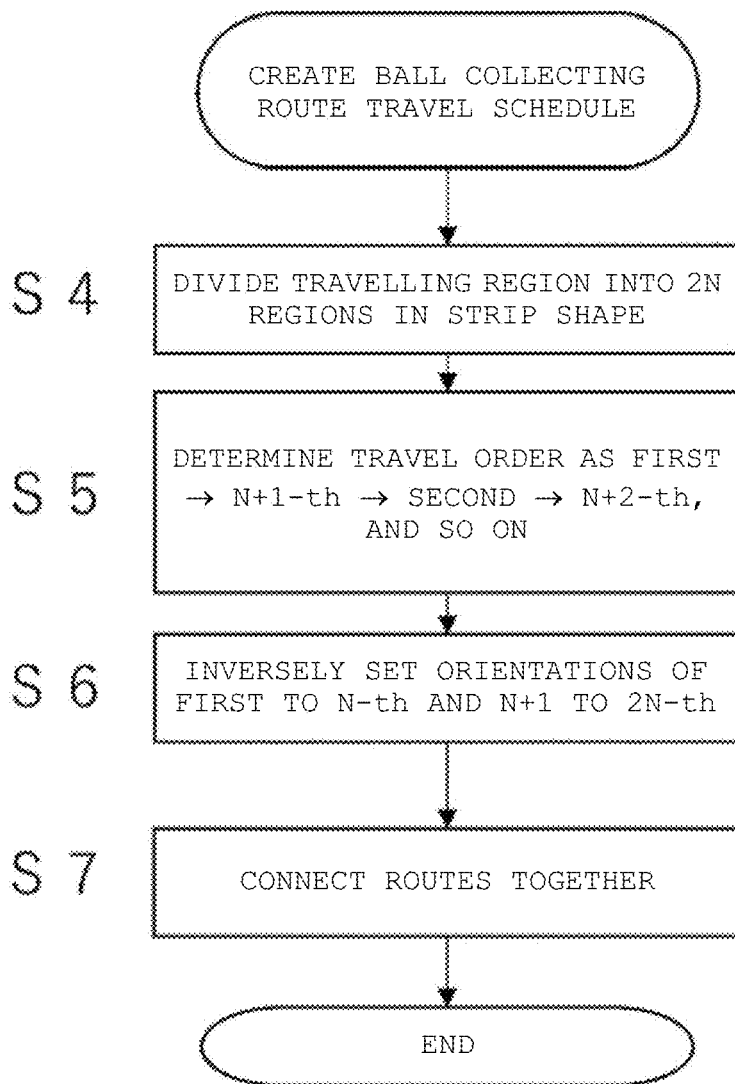 CREATE BALL COLLECTING
ROUTE TRAVEL SCHEDULE
S 4
DIVIDE TRAVELLING REGION INTO 2N
REGIONS IN STRIP SHAPE
S 5
DETERMINE TRAVEL ORDER AS FIRST
→ N+1-th → SECOND → N+2-th,
AND SO ON
S 6
INVERSELY SET ORIENTATIONS OF
FIRST TO N-th AND N+1 TO 2N-th
S 7
CONNECT ROUTES TOGETHER
END